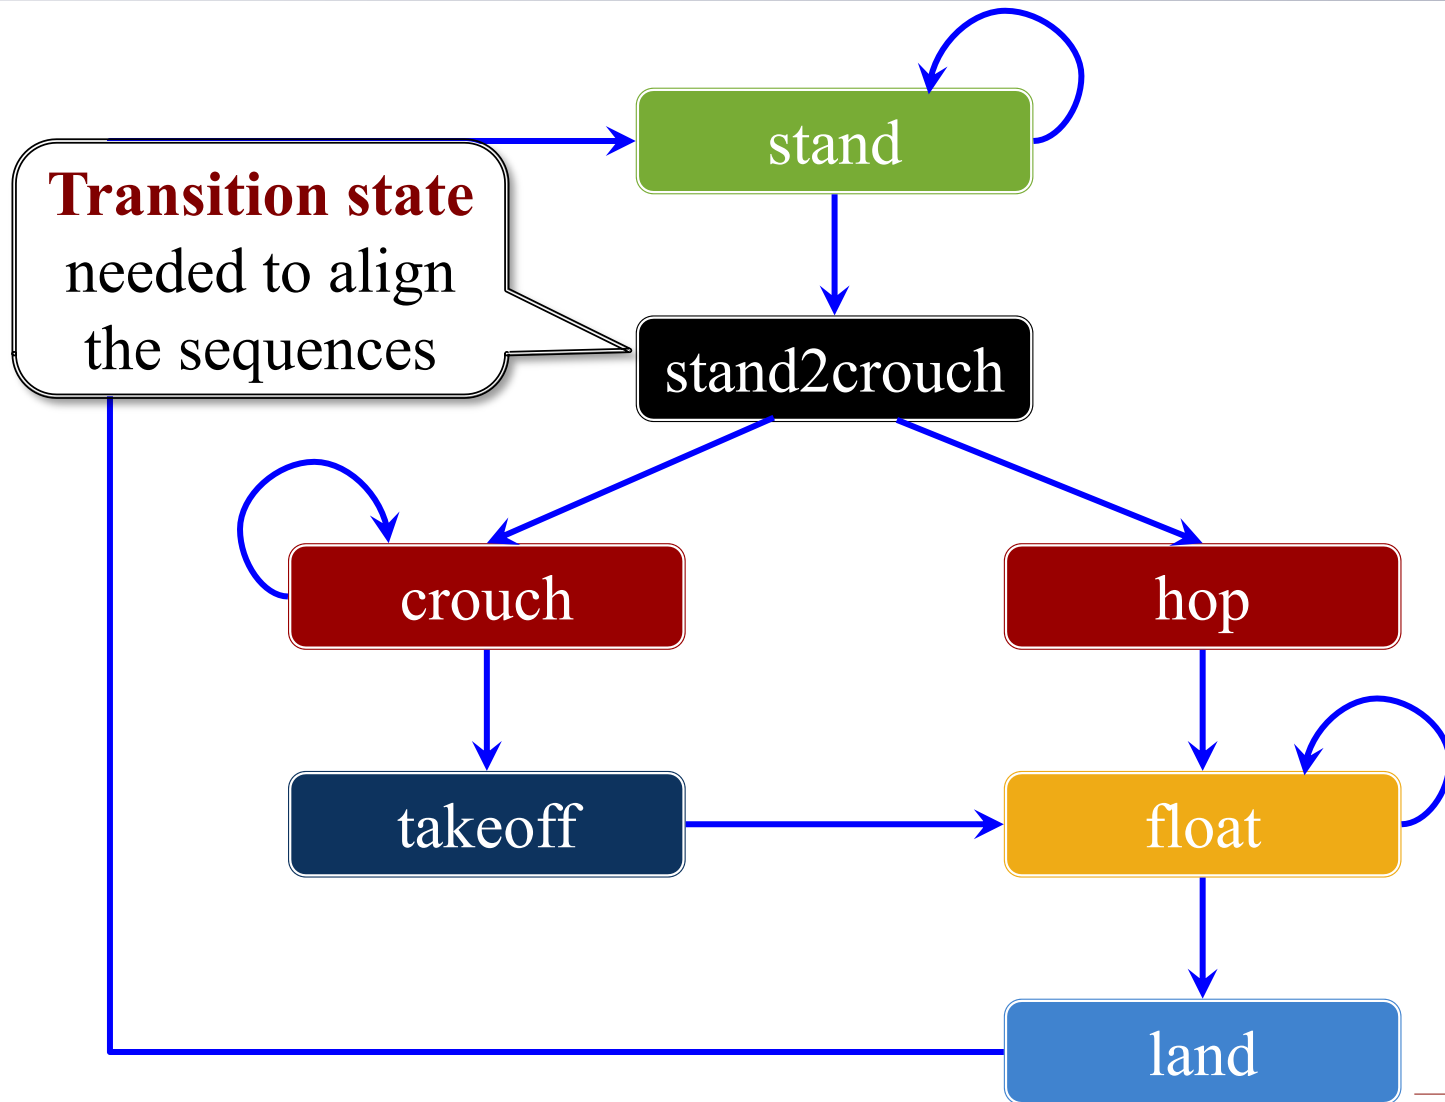 stand
Transition state
needed to align
the sequences
stand2crouch
crouch
hop
takeoff
float
land